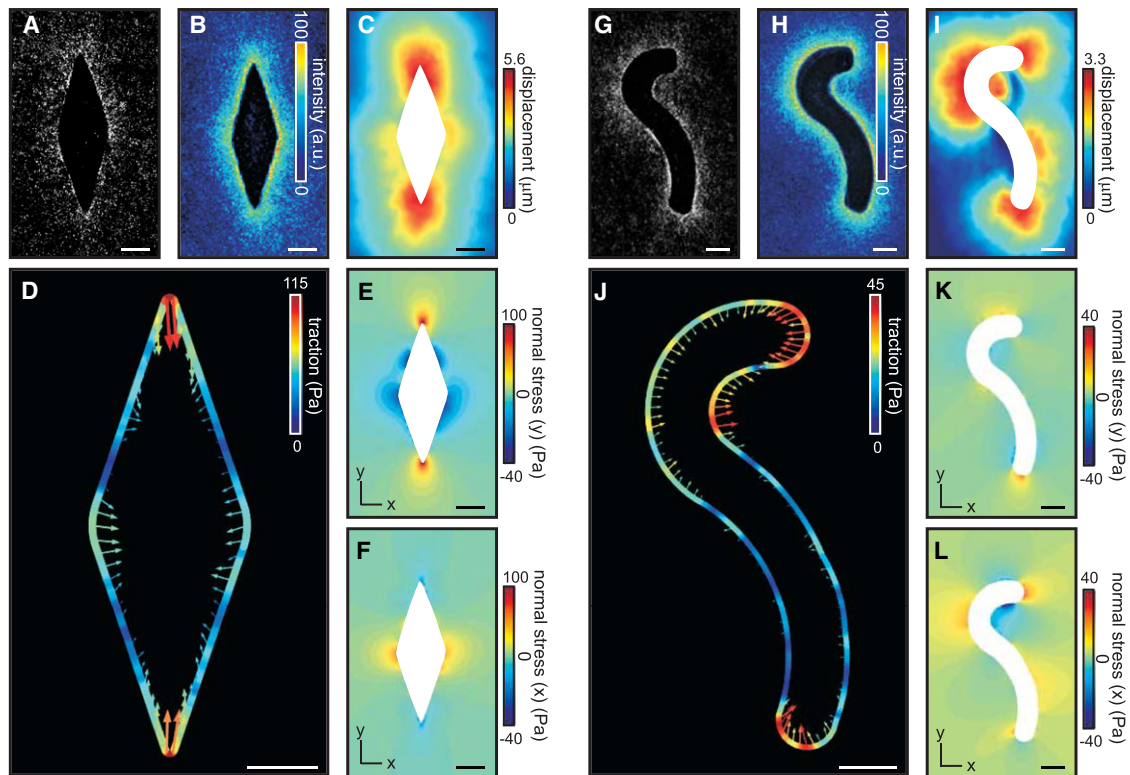 A
B
100
intensity (a.u.)
0
C
5.6
displacement (μm)
0
G
H
100
intensity (a.u.)
0
I
3.3
displacement (μm)
0
D
115
traction (Pa)
0
E
100
normal stress (y) (Pa)
0
-40
y
x
F
100
normal stress (x) (Pa)
0
-40
y
x
J
45
traction (Pa)
0
K
40
normal stress (y) (Pa)
0
-40
y
x
L
40
normal stress (x) (Pa)
0
-40
y
x